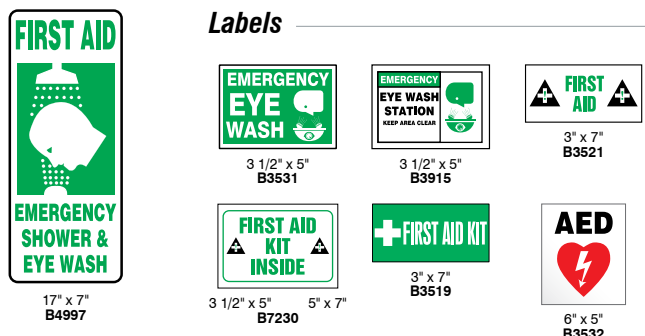 FIRST AID
EMERGENCY
SHOWER &
EYE WASH
17" x 7"
B4997
Labels
EMERGENCY
EYE
WASH
3 1/2" x 5"
B3531
EMERGENCY
EYE WASH
STATION
KEEP AREA CLEAR
3 1/2" x 5"
B3915
FIRST
AID
3" x 7"
B3521
FIRST AID
KIT
INSIDE
3 1/2" x 5" 5" x 7"
B7230
FIRST AID KIT
3" x 7"
B3519
AED
6" x 5"
B3532